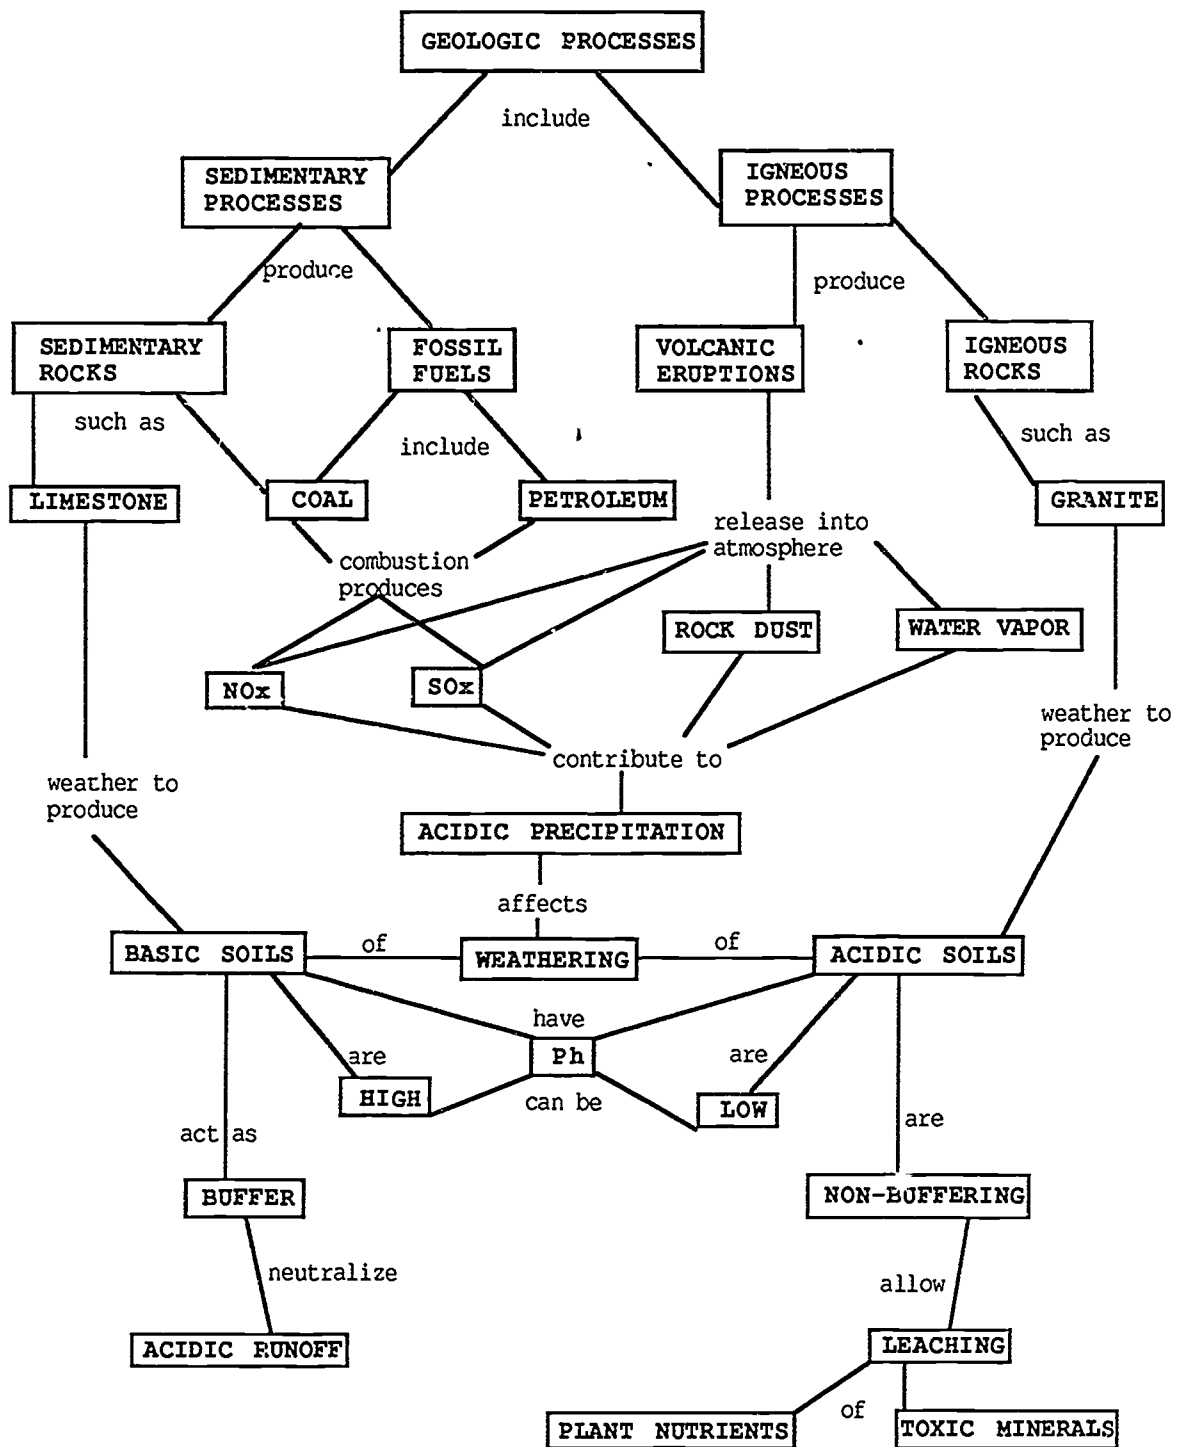 GEOLOGIC PROCESSES
include
SEDIMENTARY
PROCESSES
IGNEOUS
PROCESSES
produce
produce
SEDIMENTARY
ROCKS
FOSSIL
FUELS
VOLCANIC
ERUPTIONS
IGNEOUS
ROCKS
such as
include
such as
LIMESTONE
COAL
PETROLEUM
GRANITE
release into
atmosphere
combustion
produces
ROCK DUST
WATER VAPOR
NOx
SOx
weather to
produce
contribute to
weather to
produce
ACIDIC PRECIPITATION
affects
BASIC SOILS
of
WEATHERING
of
ACIDIC SOILS
have
Ph
are
are
HIGH
can be
LOW
act as
are
BUFFER
NON-BUFFERING
neutralize
allow
ACIDIC RUNOFF
LEACHING
of
PLANT NUTRIENTS
TOXIC MINERALS